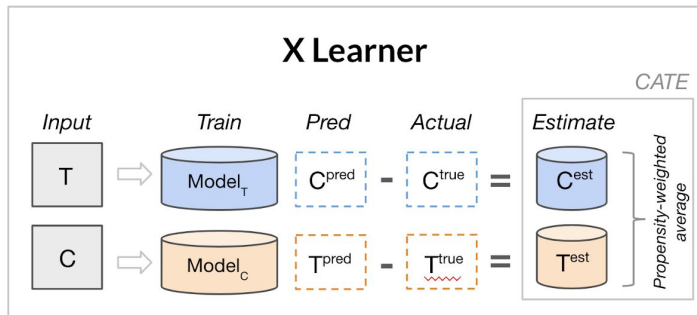 X Learner
CATE
Input Train Pred Actual Estimate
T Model_T C^pred - C^true = C^est
C Model_C T^pred - T^true = T^est
Propensity-weighted
average